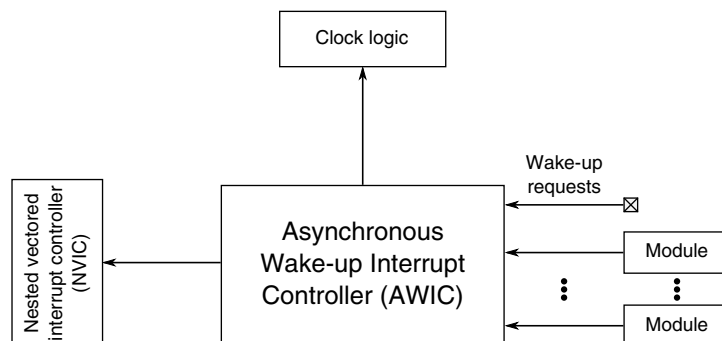 Clock logic
Wake-up
requests
Nested vectored
interrupt controller
(NVIC)
Asynchronous
Wake-up Interrupt
Controller (AWIC)
Module
Module